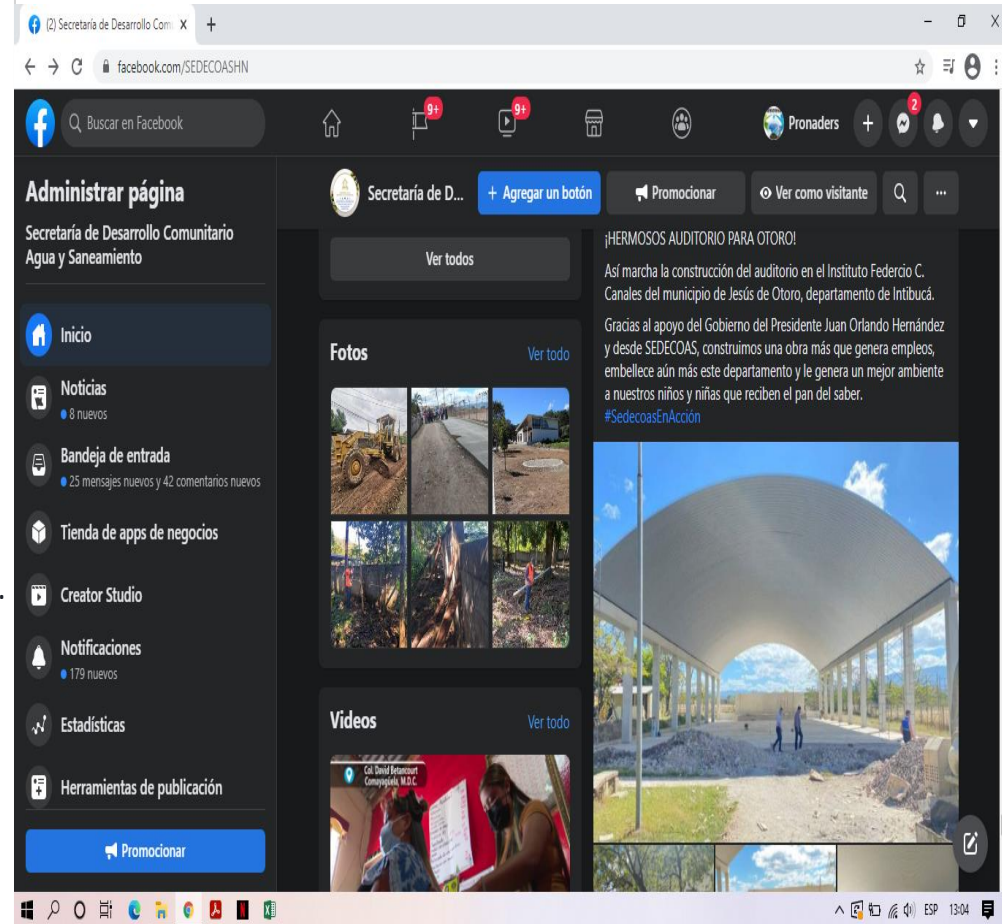 (2) Secretaría de Desarrollo Com
facebook.com/SEDECOASHN
Buscar en Facebook
9+
9+
Pronaders
2
Administrar página
Secretaría de Desarrollo Comunitario
Agua y Saneamiento
Inicio
Noticias
8 nuevos
Bandeja de entrada
25 mensajes nuevos y 42 comentarios nuevos
Tienda de apps de negocios
Creator Studio
Notificaciones
179 nuevos
Estadísticas
Herramientas de publicación
Promocionar
Secretaría de D...
+ Agregar un botón
Promocionar
Ver como visitante
Ver todos
Fotos
Ver todo
Videos
Ver todo
Col. David Betancourt
Comayagüela, M.D.C.
¡HERMOSOS AUDITORIO PARA OTORO!
Así marcha la construcción del auditorio en el Instituto Federcio C.
Canales del municipio de Jesús de Otoro, departamento de Intibucá.
Gracias al apoyo del Gobierno del Presidente Juan Orlando Hernández
y desde SEDECOAS, construimos una obra más que genera empleos,
embellece aún más este departamento y le genera un mejor ambiente
a nuestros niños y niñas que reciben el pan del saber.
#SedecoasEnAcción
ESP
13:04